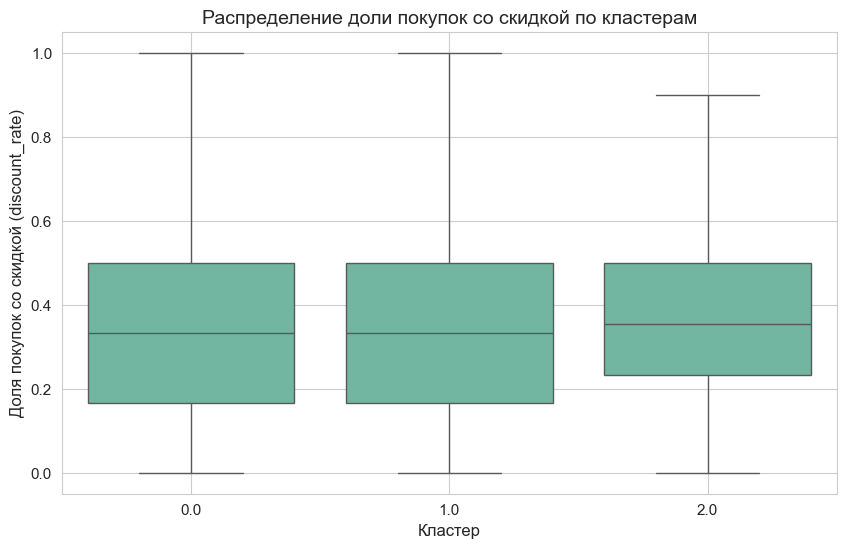 Распределение доли покупок со скидкой по кластерам
Доля покупок со скидкой (discount_rate)
1.0
0.8
0.6
0.4
0.2
0.0
0.0 1.0 2.0
Кластер